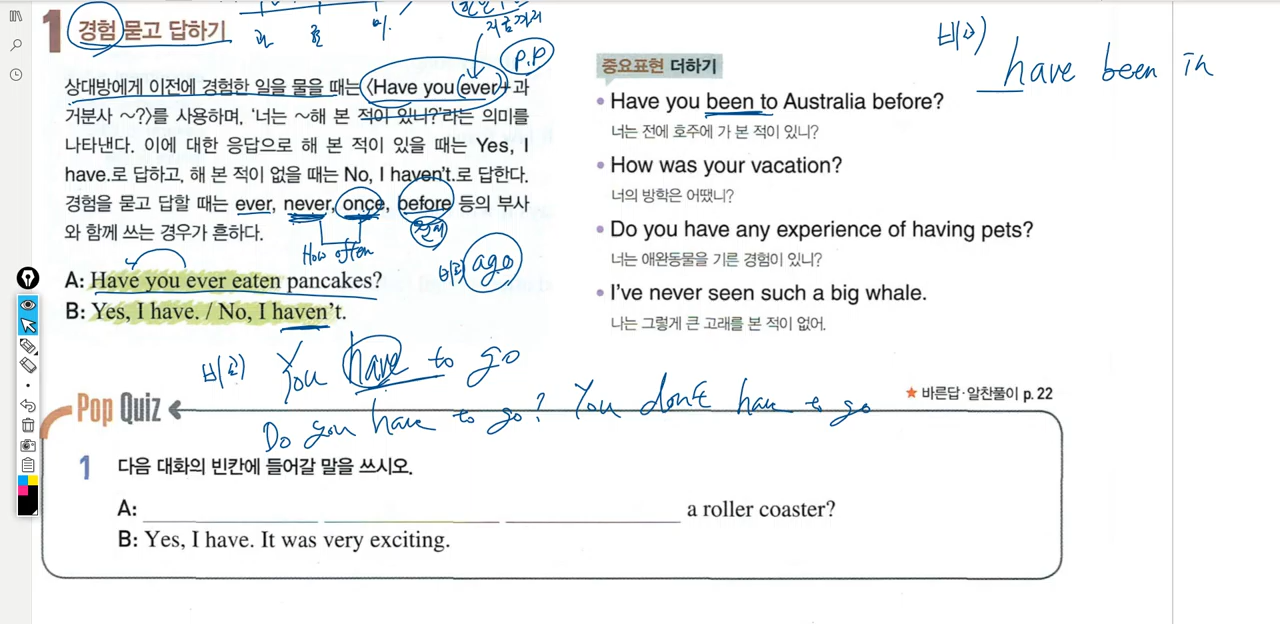 1 경험 묻고 답하기
지금까지
p.p
상대방에게 이전에 경험한 일을 물을 때는 〈Have you ever+과
거분사 ~?〉를 사용하며, '너는 ~해 본 적이 있니?'라는 의미를
나타낸다. 이에 대한 응답으로 해 본 적이 있을 때는 Yes, I
have.로 답하고, 해 본 적이 없을 때는 No, I haven't.로 답한다.
경험을 묻고 답할 때는 ever, never, once, before 등의 부사
와 함께 쓰는 경우가 흔하다.
How often
ago
A: Have you ever eaten pancakes?
B: Yes, I have. / No, I haven't.
비교) have been in
중요표현 더하기
• Have you been to Australia before?
너는 전에 호주에 가 본 적이 있니?
• How was your vacation?
너의 방학은 어땠니?
• Do you have any experience of having pets?
너는 애완동물을 기른 경험이 있니?
• I've never seen such a big whale.
나는 그렇게 큰 고래를 본 적이 없어.
비교) You have to go
Do you have to go? You don't have to go
Pop Quiz
★ 바른답·알찬풀이 p. 22
1 다음 대화의 빈칸에 들어갈 말을 쓰시오.
A: ____ ____ ____ a roller coaster?
B: Yes, I have. It was very exciting.